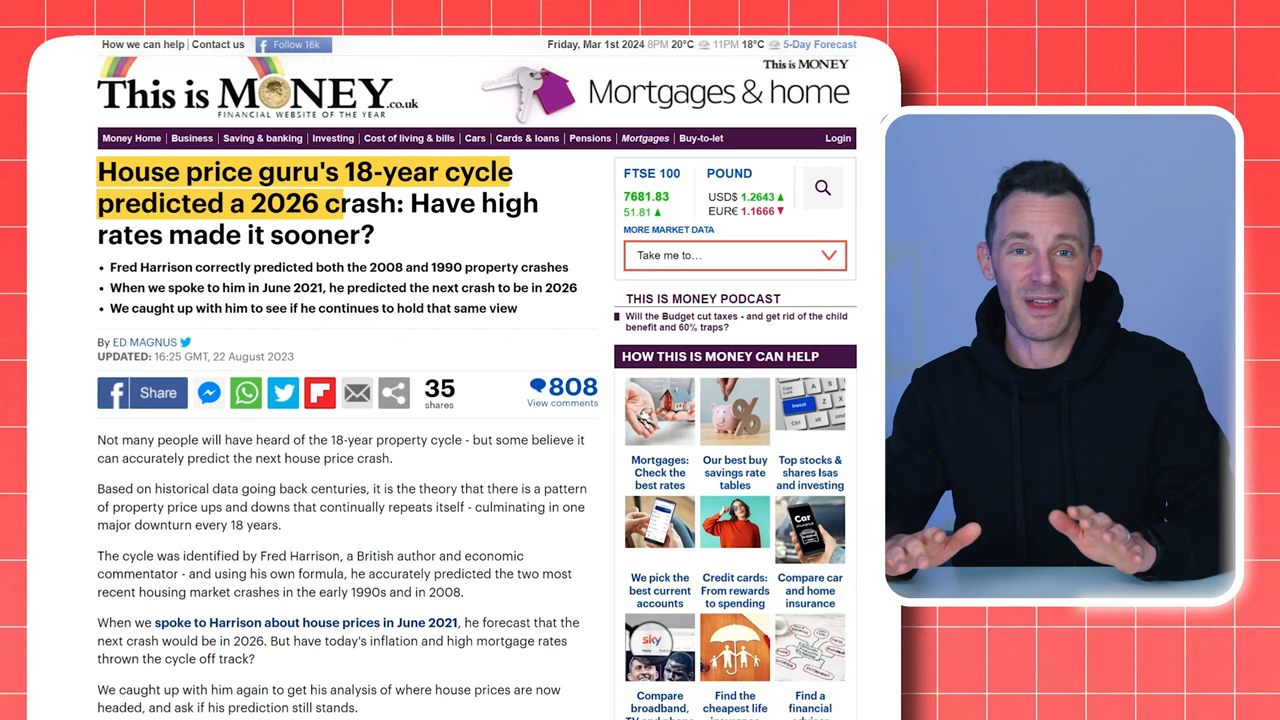 How we can help | Contact us
Follow 16k
Friday, Mar 1st 2024 8PM 20°C 11PM 18°C 5-Day Forecast
This is MONEY.co.uk
FINANCIAL WEBSITE OF THE YEAR
This is MONEY
Mortgages & home
Money Home | Business | Saving & banking | Investing | Cost of living & bills | Cars | Cards & loans | Pensions | Mortgages | Buy-to-let
Login
House price guru's 18-year cycle
predicted a 2026 crash: Have high
rates made it sooner?
• Fred Harrison correctly predicted both the 2008 and 1990 property crashes
• When we spoke to him in June 2021, he predicted the next crash to be in 2026
• We caught up with him to see if he continues to hold that same view
By ED MAGNUS
UPDATED: 16:25 GMT, 22 August 2023
Share
35
shares
808
View comments
Not many people will have heard of the 18-year property cycle - but some believe it
can accurately predict the next house price crash.
Based on historical data going back centuries, it is the theory that there is a pattern
of property price ups and downs that continually repeats itself - culminating in one
major downturn every 18 years.
The cycle was identified by Fred Harrison, a British author and economic
commentator - and using his own formula, he accurately predicted the two most
recent housing market crashes in the early 1990s and in 2008.
When we spoke to Harrison about house prices in June 2021, he forecast that the
next crash would be in 2026. But have today's inflation and high mortgage rates
thrown the cycle off track?
We caught up with him again to get his analysis of where house prices are now
headed, and ask if his prediction still stands.
FTSE 100
7681.83
51.81 ▲
POUND
USD$ 1.2643 ▲
EUR€ 1.1666 ▼
MORE MARKET DATA
Take me to…
THIS IS MONEY PODCAST
Will the Budget cut taxes - and get rid of the child
benefit and 60% traps?
HOW THIS IS MONEY CAN HELP
%
Invest
Mortgages:
Check the
best rates
Our best buy
savings rate
tables
Top stocks &
shares Isas
and investing
Car
We pick the
best current
accounts
Credit cards:
From rewards
to spending
Compare car
and home
insurance
sky
Compare
broadband,
Find the
cheapest life
Find a
financial